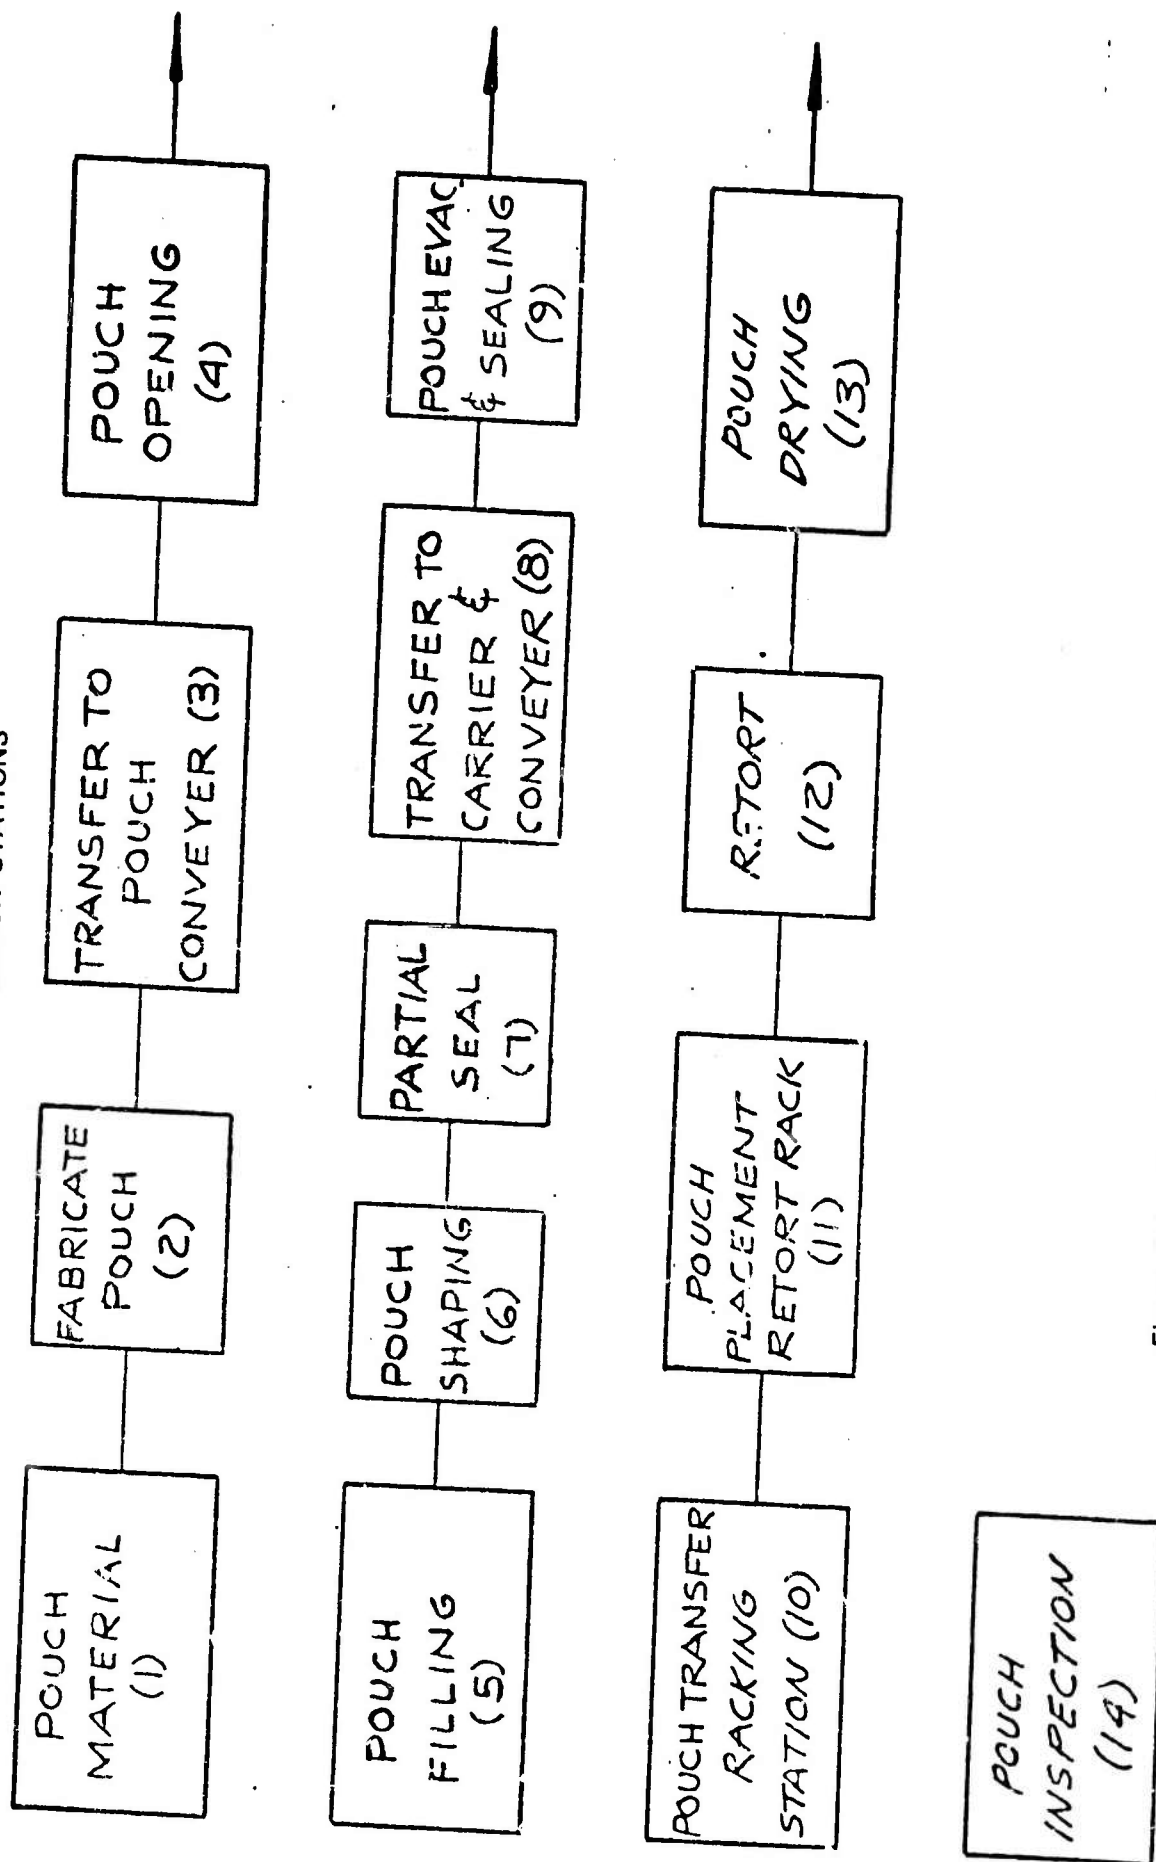 STATIONS
POUCH
MATERIAL
(1)
FABRICATE
POUCH
(2)
TRANSFER TO
POUCH
CONVEYER (3)
POUCH
OPENING
(4)
POUCH
FILLING
(5)
POUCH
SHAPING
(6)
PARTIAL
SEAL
(7)
TRANSFER TO
CARRIER &
CONVEYER (8)
POUCH EVAC
& SEALING
(9)
POUCH TRANSFER
RACKING
STATION (10)
POUCH
PLACEMENT
RETORT RACK
(11)
RETORT
(12)
POUCH
DRYING
(13)
POUCH
INSPECTION
(14)